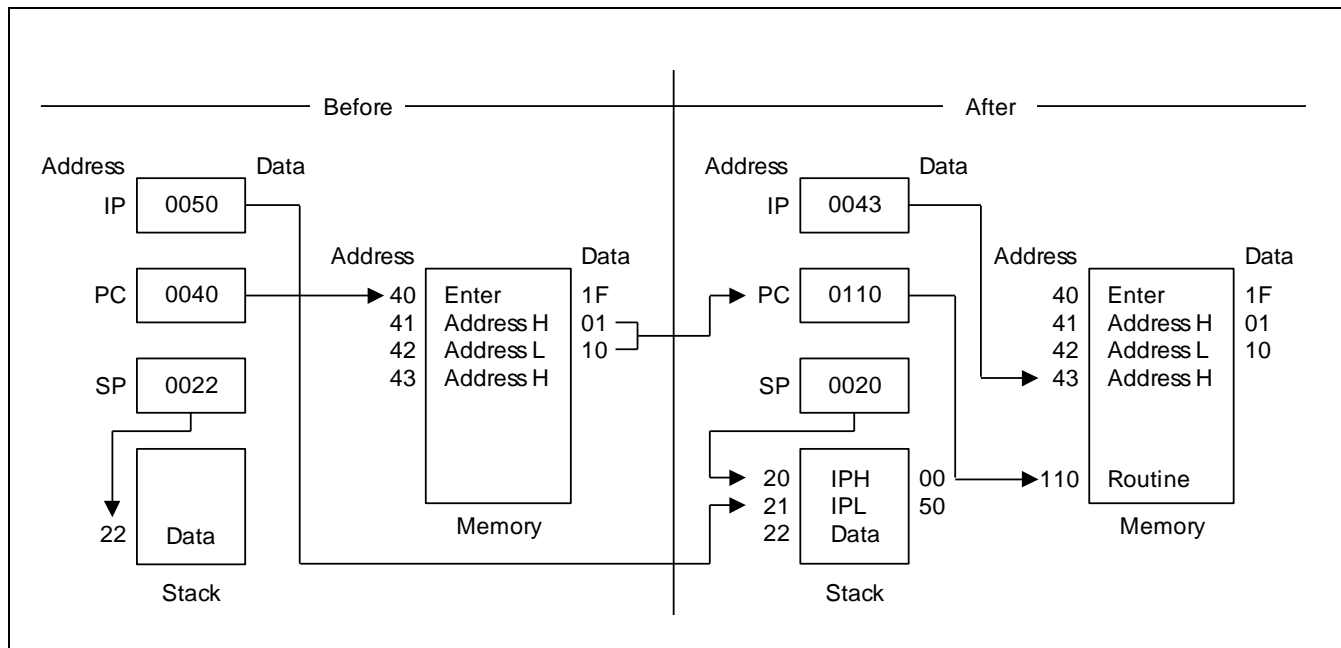 Before
After
Address Data
IP 0050
PC 0040
SP 0022
22 Data
Stack
Address Data
40 Enter 1F
41 Address H 01
42 Address L 10
43 Address H
Memory
Address Data
IP 0043
PC 0110
SP 0020
20 IPH 00
21 IPL 50
22 Data
Stack
Address Data
40 Enter 1F
41 Address H 01
42 Address L 10
43 Address H
110 Routine
Memory